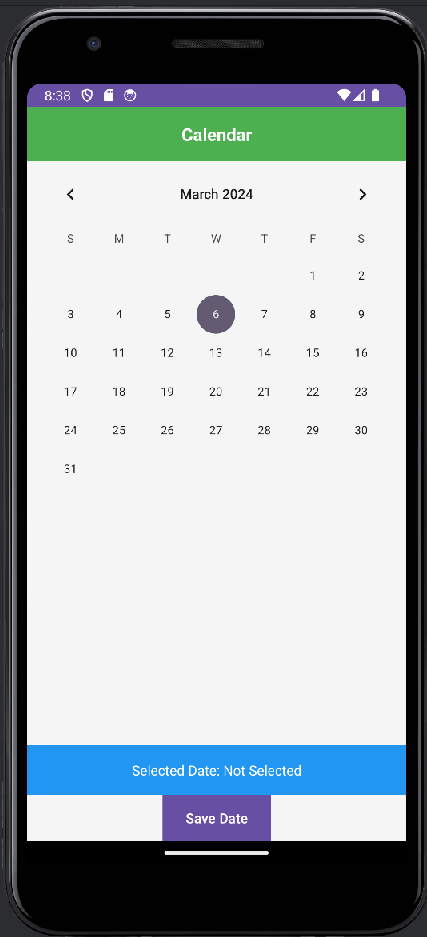 8:38
Calendar
March 2024
S M T W T F S
1 2
3 4 5 6 7 8 9
10 11 12 13 14 15 16
17 18 19 20 21 22 23
24 25 26 27 28 29 30
31
Selected Date: Not Selected
Save Date